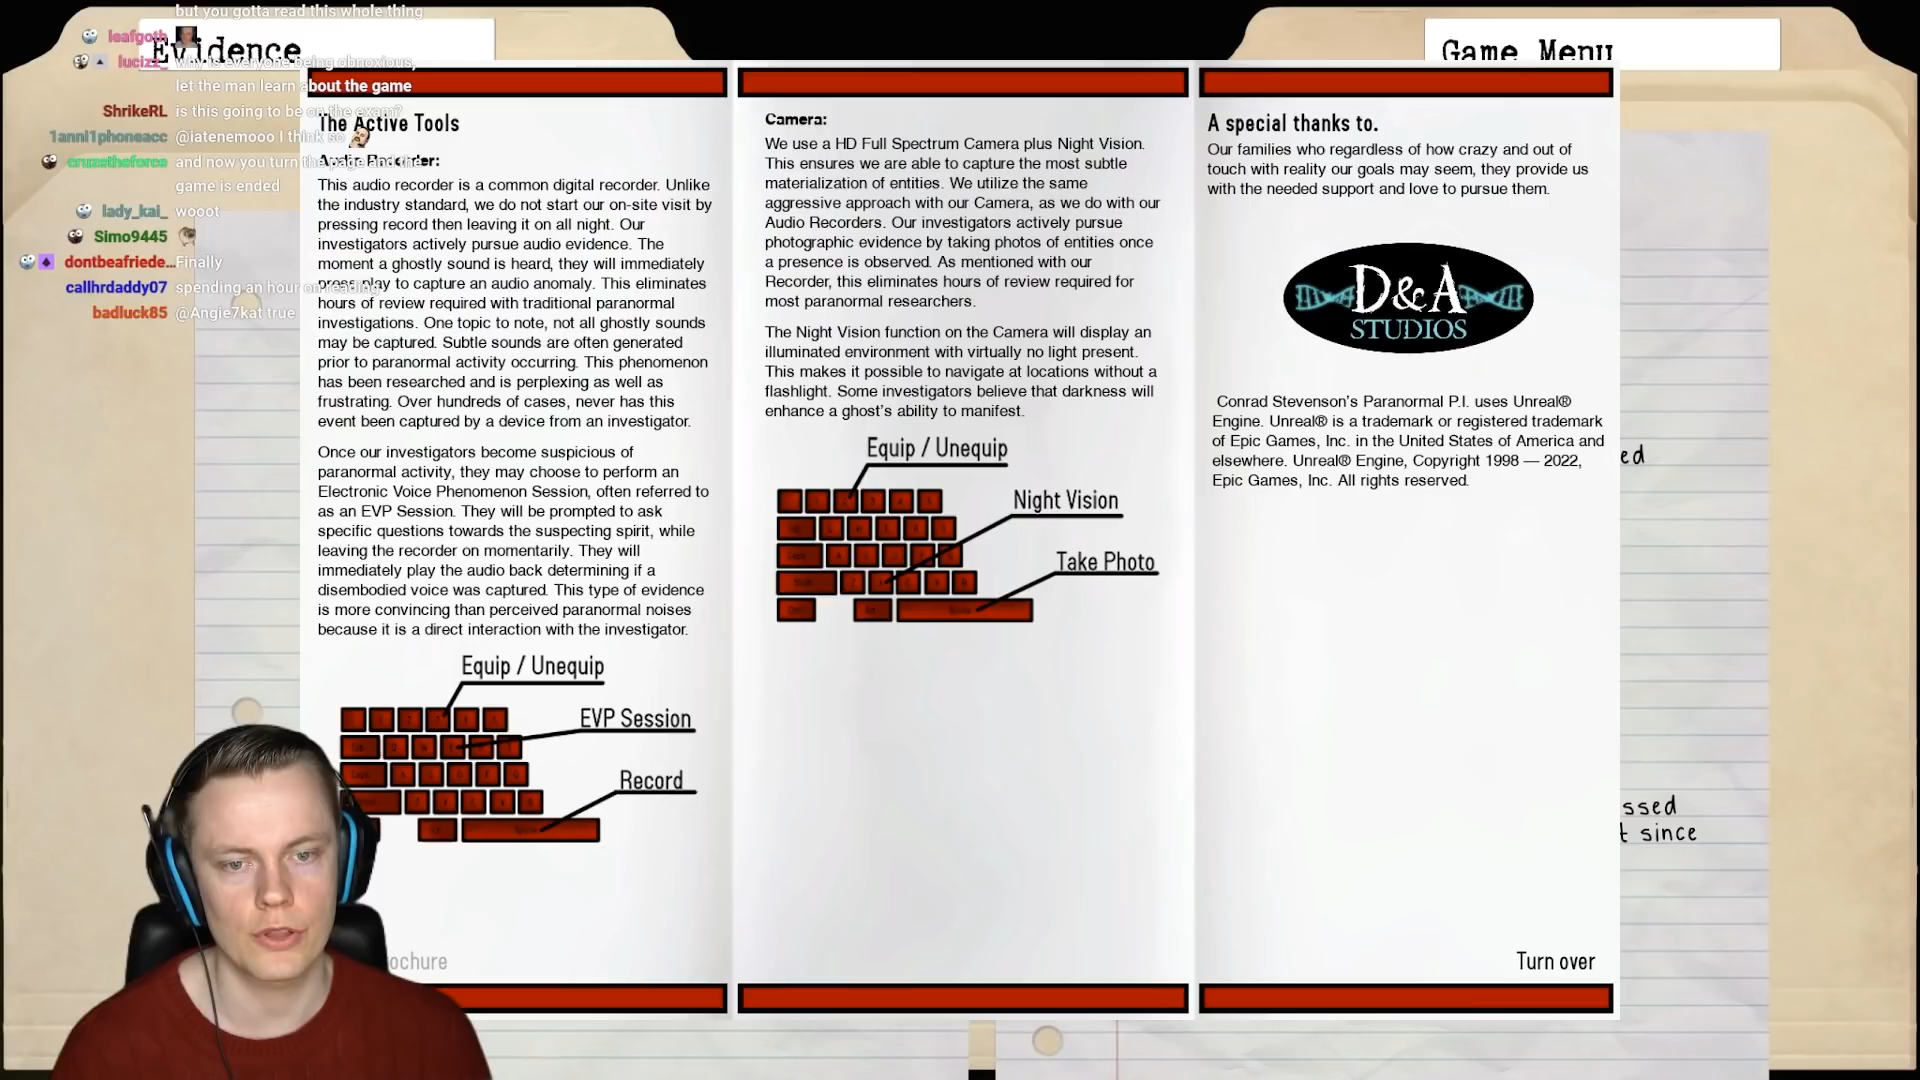 but you gotta read this whole thing
leafgoth
Evidence
lucizz_ why is everyone being obnoxious,
let the man learn about the game
ShrikeRL is this going to be on the exam?
1anni1phoneacc @iatenemooo I think so
cruzetheforce and now you turn the page and the
game is ended
lady_kai_ wooot
Simo9445
dontbeafriede... Finally
callhrdaddy07 spending an hour on reading.
badluck85 @Angie7kat true
Game Menu
The Active Tools
Audio Recorder:
This audio recorder is a common digital recorder. Unlike
the industry standard, we do not start our on-site visit by
pressing record then leaving it on all night. Our
investigators actively pursue audio evidence. The
moment a ghostly sound is heard, they will immediately
press play to capture an audio anomaly. This eliminates
hours of review required with traditional paranormal
investigations. One topic to note, not all ghostly sounds
may be captured. Subtle sounds are often generated
prior to paranormal activity occurring. This phenomenon
has been researched and is perplexing as well as
frustrating. Over hundreds of cases, never has this
event been captured by a device from an investigator.
Once our investigators become suspicious of
paranormal activity, they may choose to perform an
Electronic Voice Phenomenon Session, often referred to
as an EVP Session. They will be prompted to ask
specific questions towards the suspecting spirit, while
leaving the recorder on momentarily. They will
immediately play the audio back determining if a
disembodied voice was captured. This type of evidence
is more convincing than perceived paranormal noises
because it is a direct interaction with the investigator.
Equip / Unequip
EVP Session
Record
ochure
Camera:
We use a HD Full Spectrum Camera plus Night Vision.
This ensures we are able to capture the most subtle
materialization of entities. We utilize the same
aggressive approach with our Camera, as we do with our
Audio Recorders. Our investigators actively pursue
photographic evidence by taking photos of entities once
a presence is observed. As mentioned with our
Recorder, this eliminates hours of review required for
most paranormal researchers.
The Night Vision function on the Camera will display an
illuminated environment with virtually no light present.
This makes it possible to navigate at locations without a
flashlight. Some investigators believe that darkness will
enhance a ghost's ability to manifest.
Equip / Unequip
Night Vision
Take Photo
A special thanks to.
Our families who regardless of how crazy and out of
touch with reality our goals may seem, they provide us
with the needed support and love to pursue them.
D&A
STUDIOS
Conrad Stevenson's Paranormal P.I. uses Unreal®
Engine. Unreal® is a trademark or registered trademark
of Epic Games, Inc. in the United States of America and
elsewhere. Unreal® Engine, Copyright 1998 — 2022,
Epic Games, Inc. All rights reserved.
Turn over
ed
ssed
t since